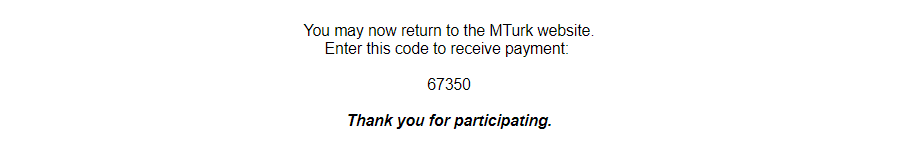 You may now return to the MTurk website.
Enter this code to receive payment:
67350
Thank you for participating.